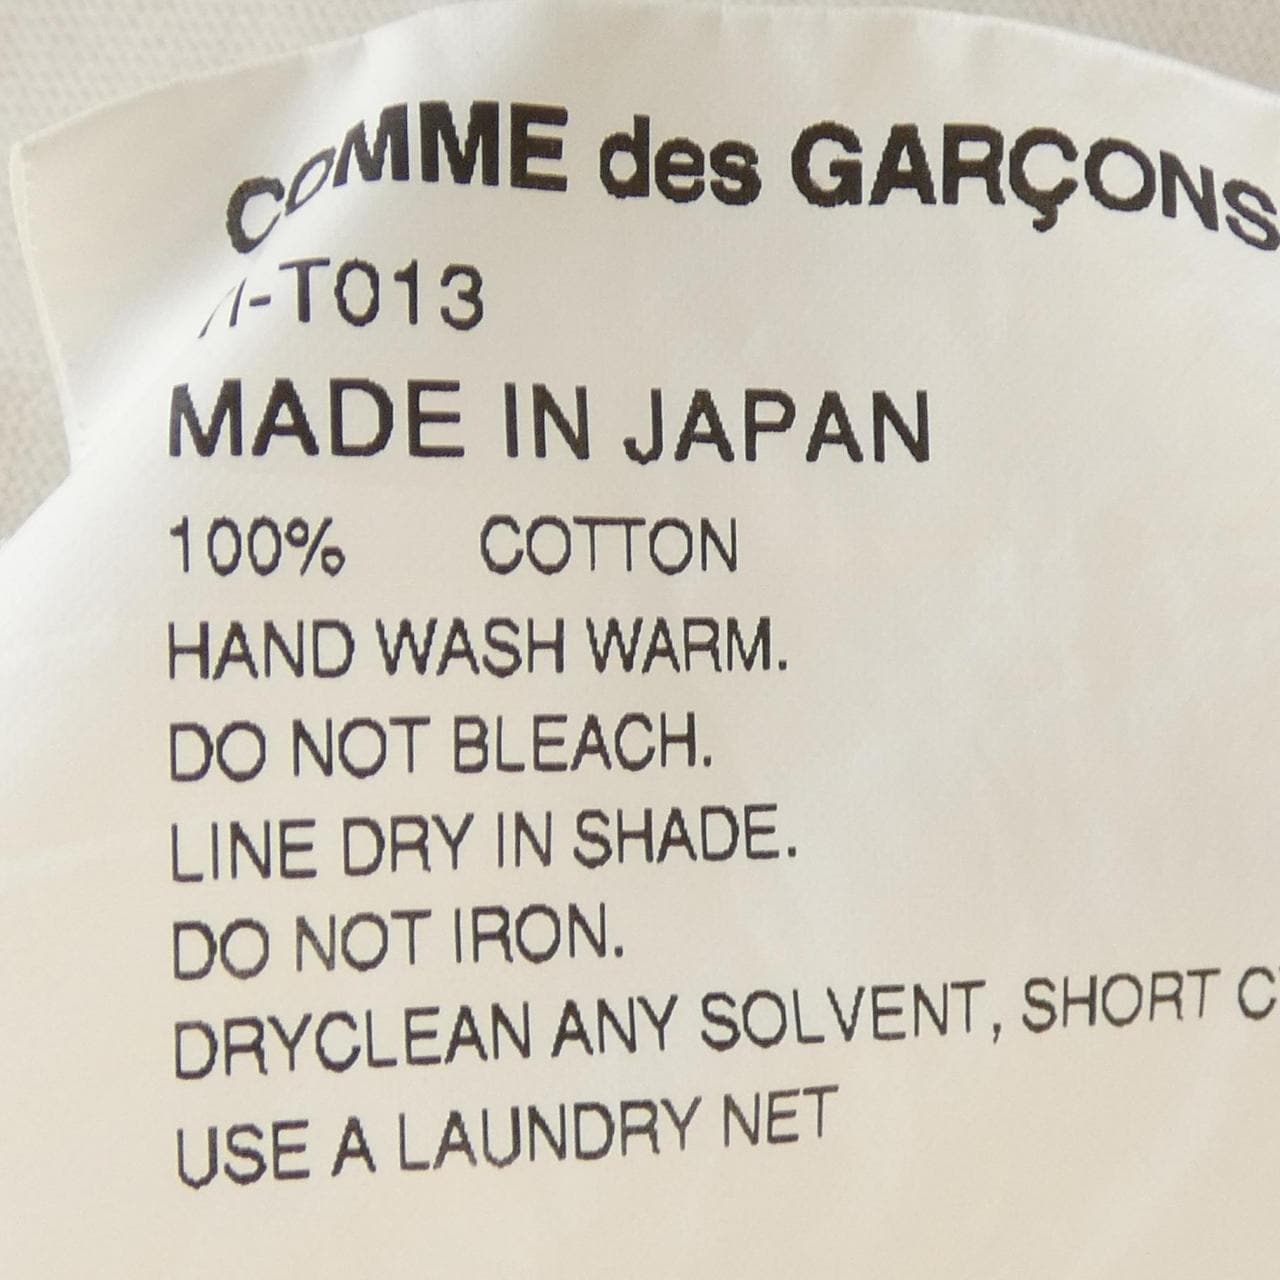 COMME des GARÇONS
-T013
MADE IN JAPAN
100% COTTON
HAND WASH WARM.
DO NOT BLEACH.
LINE DRY IN SHADE.
DO NOT IRON.
DRYCLEAN ANY SOLVENT, SHORT
USE A LAUNDRY NET